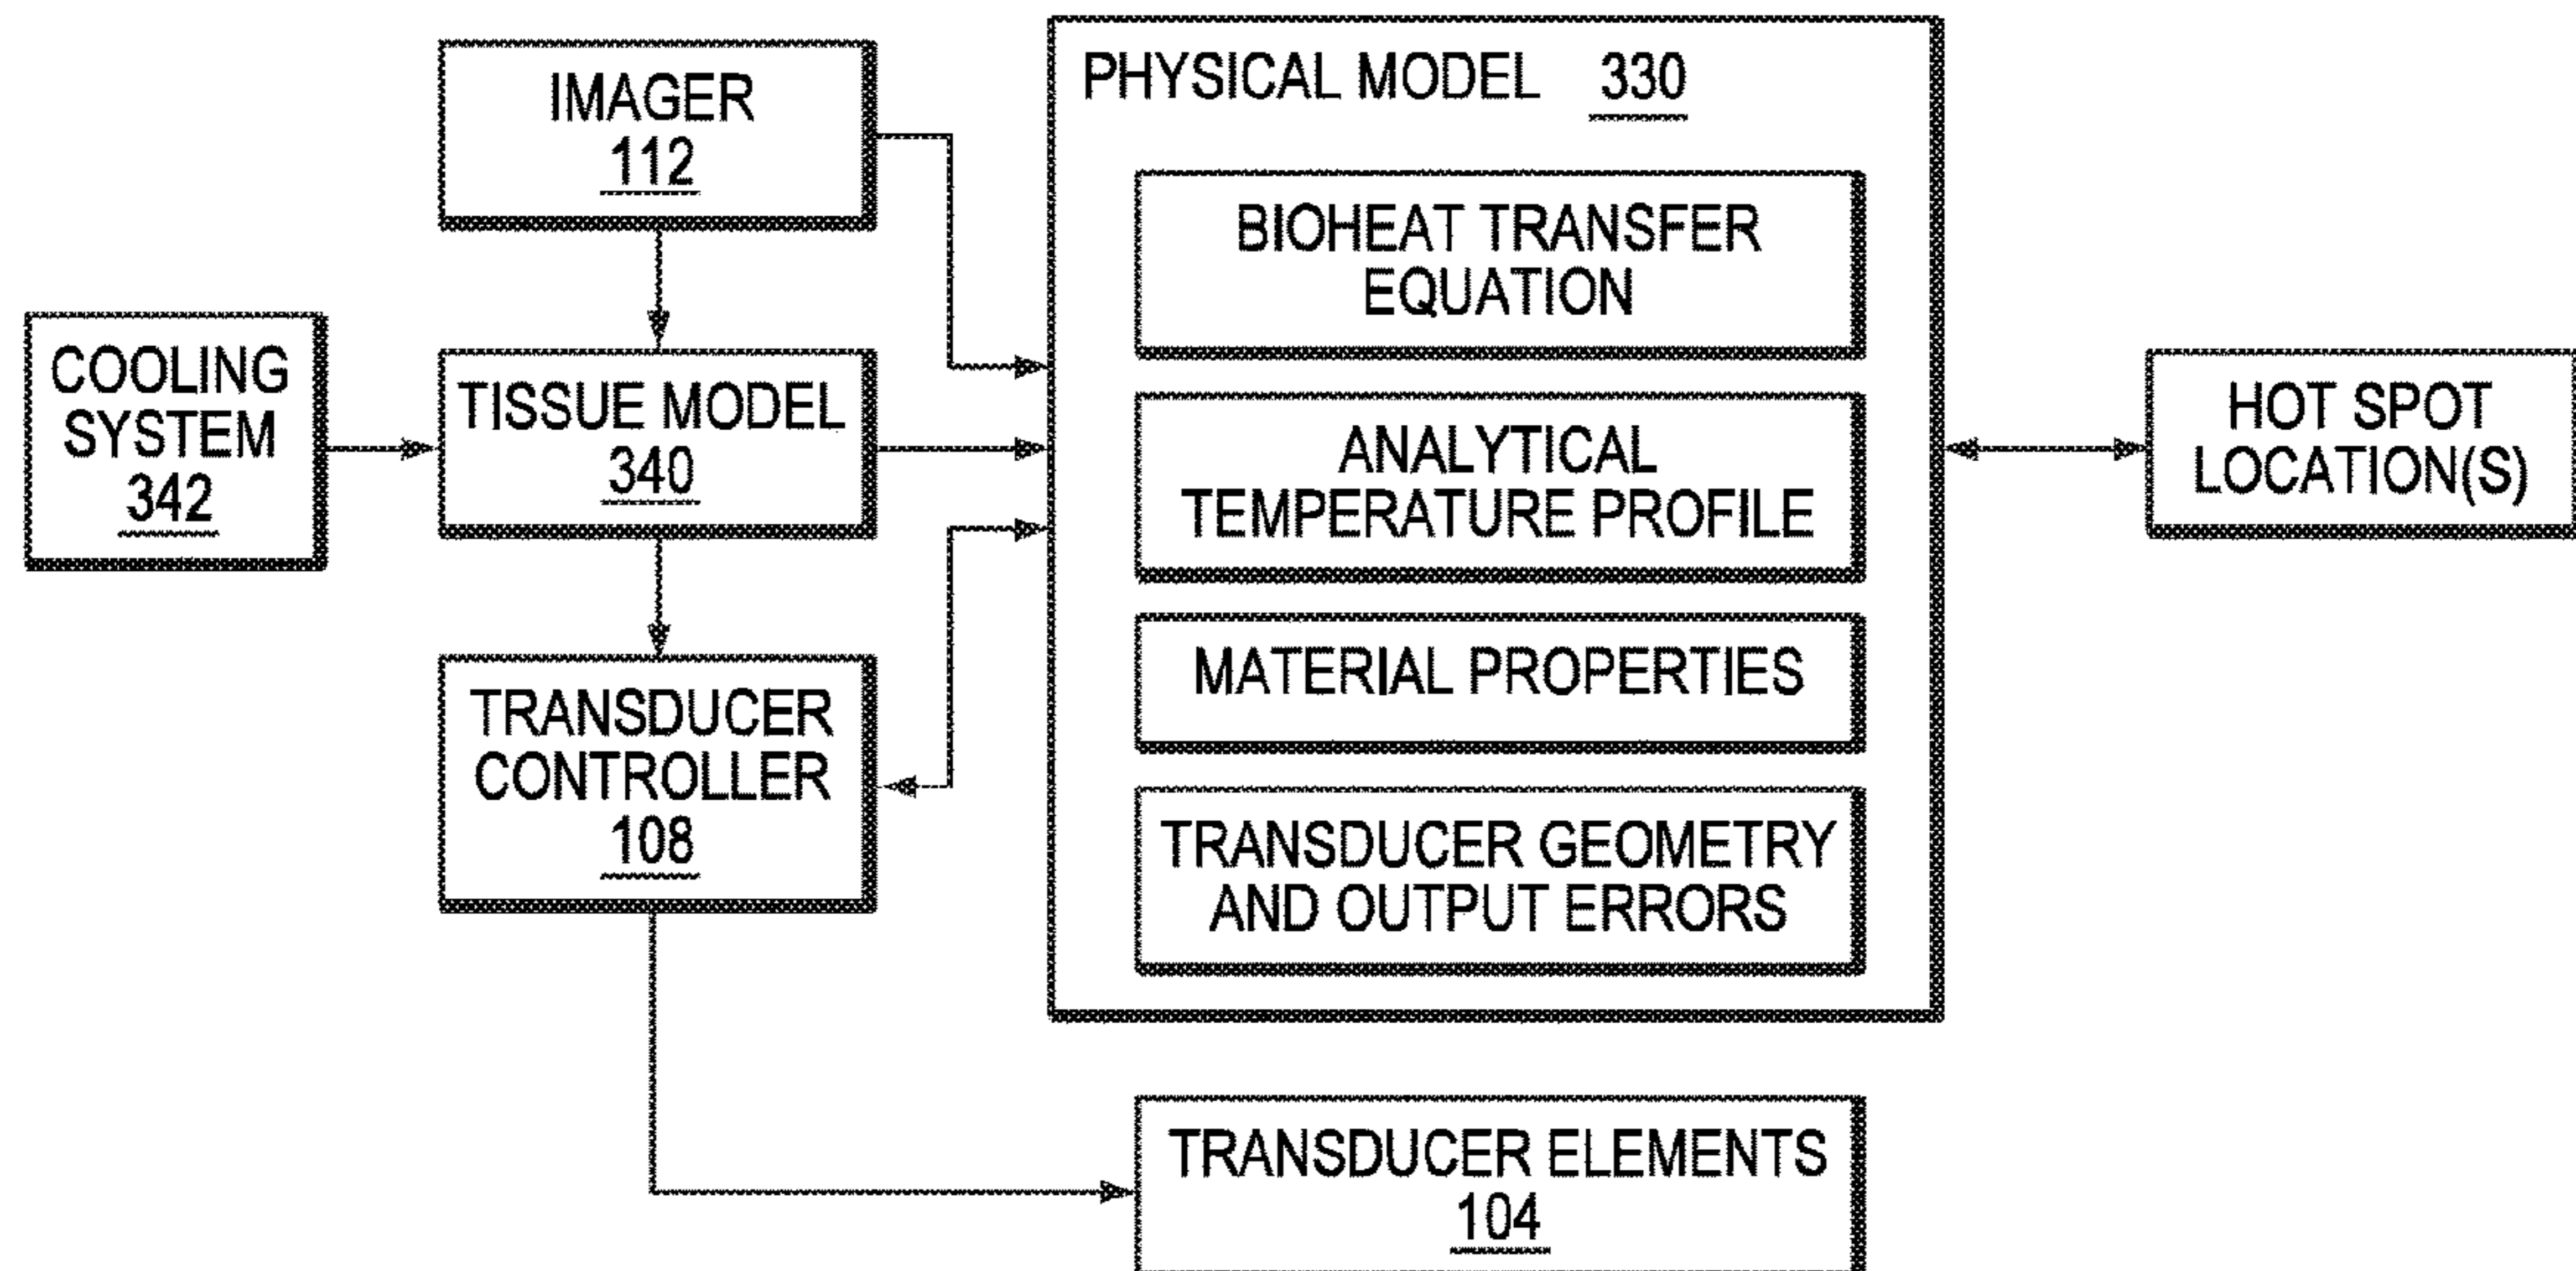 IMAGER
112
COOLING
SYSTEM
342
TISSUE MODEL
340
TRANSDUCER
CONTROLLER
108
PHYSICAL MODEL 330
BIOHEAT TRANSFER
EQUATION
ANALYTICAL
TEMPERATURE PROFILE
MATERIAL PROPERTIES
TRANSDUCER GEOMETRY
AND OUTPUT ERRORS
HOT SPOT
LOCATION(S)
TRANSDUCER ELEMENTS
104